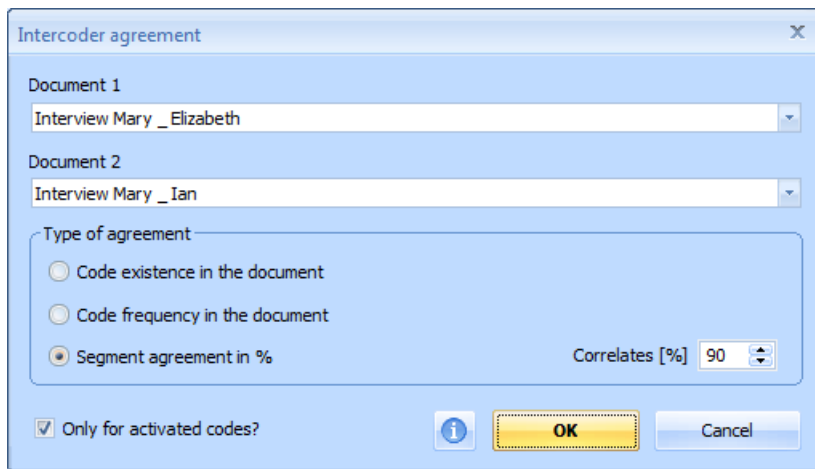 Intercoder agreement
Document 1
Interview Mary _ Elizabeth
Document 2
Interview Mary _ Ian
Type of agreement
Code existence in the document
Code frequency in the document
Segment agreement in %
Correlates [%] 90
Only for activated codes?
OK Cancel